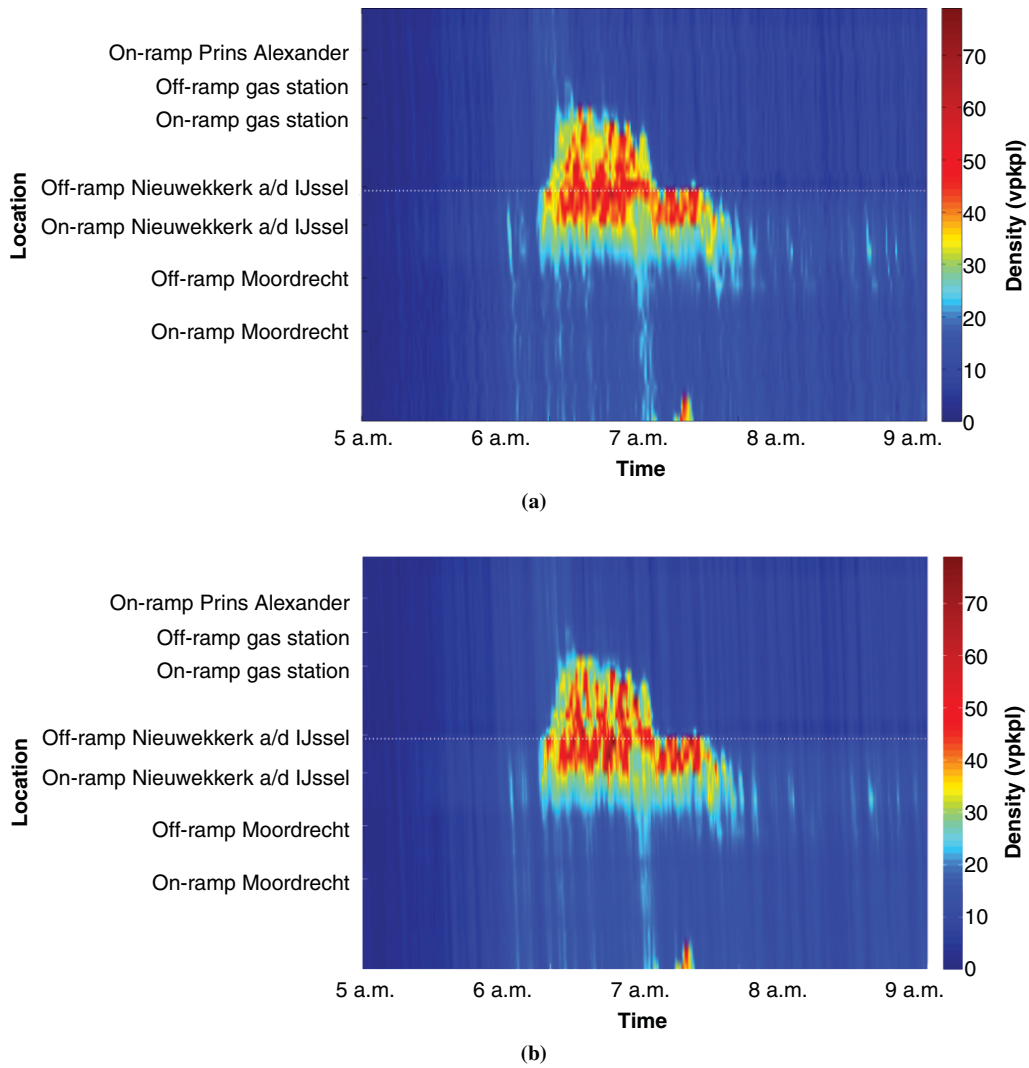 On-ramp Prins Alexander
Off-ramp gas station
On-ramp gas station
Off-ramp Nieuwekkerk a/d IJssel
On-ramp Nieuwekkerk a/d IJssel
Off-ramp Moordrecht
On-ramp Moordrecht
Location
5 a.m. 6 a.m. 7 a.m. 8 a.m. 9 a.m.
Time
70
60
50
40
30
20
10
0
Density (vpkpl)
(a)
On-ramp Prins Alexander
Off-ramp gas station
On-ramp gas station
Off-ramp Nieuwekkerk a/d IJssel
On-ramp Nieuwekkerk a/d IJssel
Off-ramp Moordrecht
On-ramp Moordrecht
Location
5 a.m. 6 a.m. 7 a.m. 8 a.m. 9 a.m.
Time
70
60
50
40
30
20
10
0
Density (vpkpl)
(b)